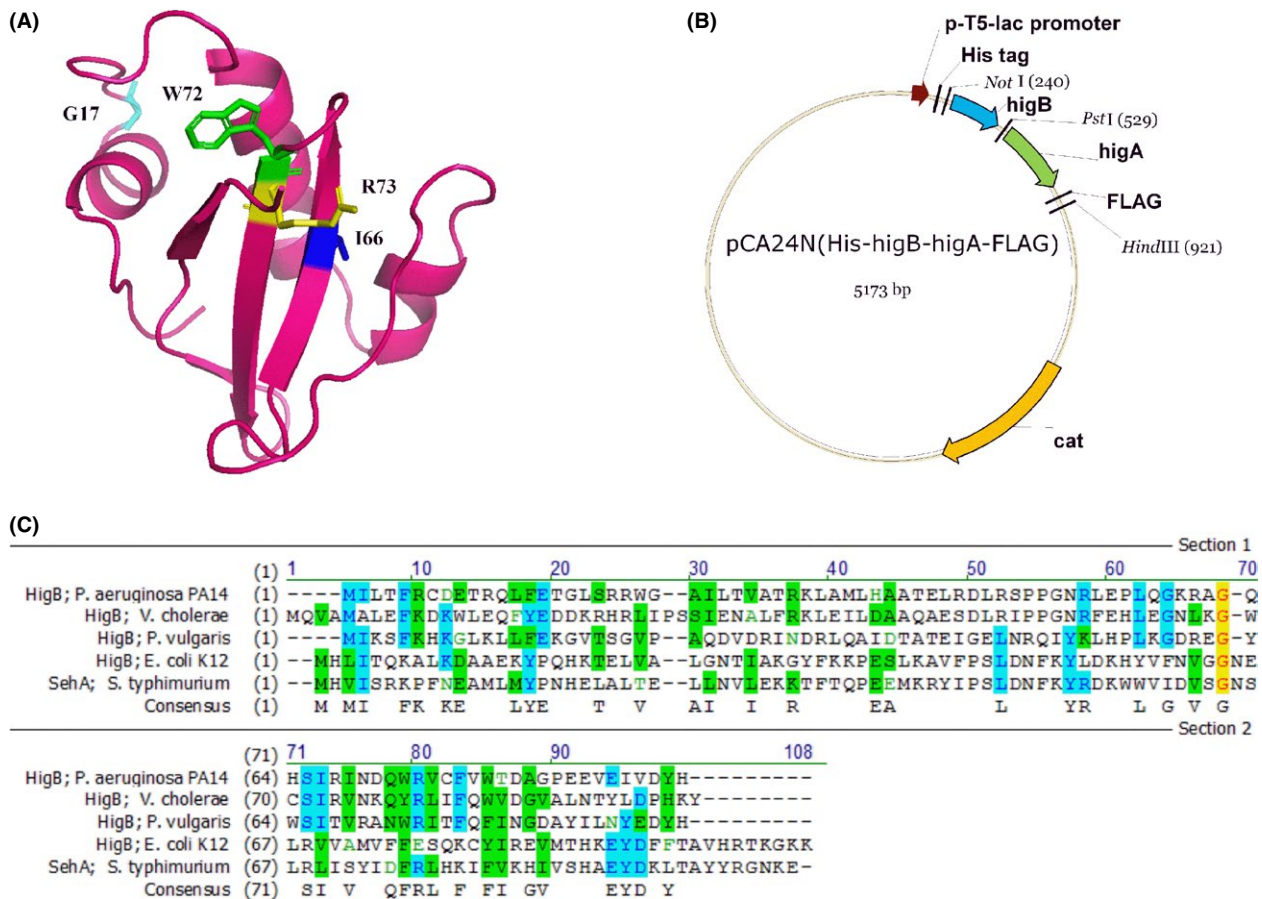 (A)
G17
W72
R73
I66
(B)
p-T5-lac promoter
His tag
Not I (240)
higB
PstI (529)
higA
FLAG
HindIII (921)
pCA24N(His-higB-higA-FLAG)
5173 bp
cat
(C)
Section 1
(1) 1 10 20 30 40 50 60 70
HigB; P. aeruginosa PA14 (1) ----MILTFRCDETRQLFETGLSRRWG--AILTVATRKLAMLHAATELRDLRSPPGNRLEPLQGKRAG-Q
HigB; V. cholerae (1) MQVAMALEFKDKWLEQFYEDDKRHRLIPSSIENALFRKLEILDAAQAESDLRIPPGNRFEHLEGNLKG-W
HigB; P. vulgaris (1) ----MIKSFKHKGLKLLFEKGVTSGVP--AQDVDRINDRLQAIDTATEIGELNRQIYKLHPLKGDREG-Y
HigB; E. coli K12 (1) --MHLITQKALKDAAEKYPQHKTELVA--LGNTIAKGYFKKPESLKAVFPSLDNFKYLDKHYVFNVGGNE
SehA; S. typhimurium (1) --MHVISRKPFNEAMLMYPNHELALTE--LLNVLEKKTFTQPEEMKRYIPSLDNFKYRDKWWVIDVSGNS
Consensus (1) M MI FK KE LYE T V AI I R EA L YR L G V G
Section 2
(71) 71 80 90 108
HigB; P. aeruginosa PA14 (64) HSIRINDQWRVCFVWTDAGPEEVEIVDYH---------
HigB; V. cholerae (70) CSIRVNKQYRLIFQWVDGVALNTYLDPHKY--------
HigB; P. vulgaris (64) WSITVRANWRITFQFINGDAYILNYEDYH---------
HigB; E. coli K12 (67) LRVVAMVFFESQKCYIREVMTHKEYDFFTAVHRTKGKK
SehA; S. typhimurium (67) LRLISYIDFRLHKIFVKHIVSHAEYDKLTAYYRGNKE-
Consensus (71) SI V QFRL F FI GV EYD Y